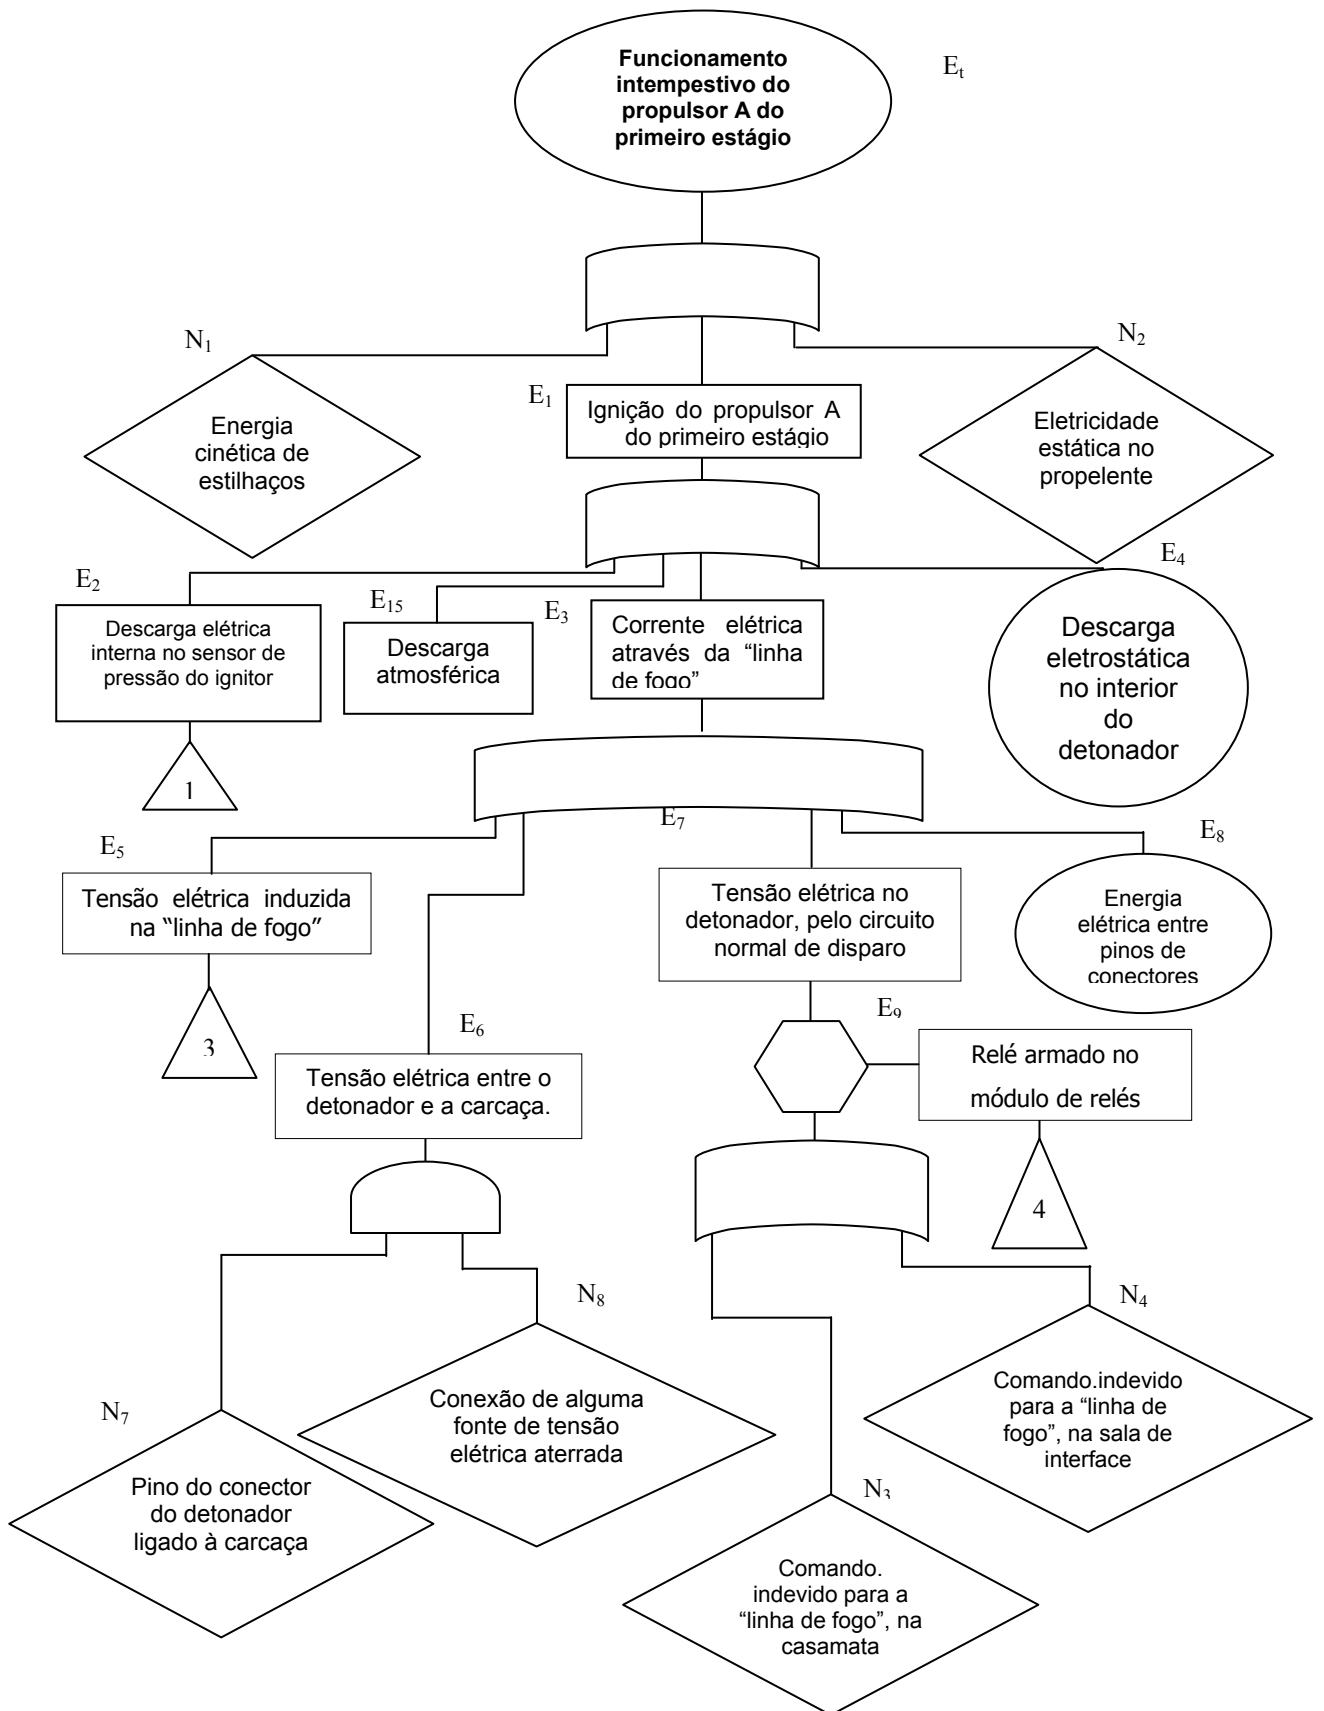 Funcionamento
intempestivo do
propulsor A do
primeiro estágio
Et
N1
N2
Energia
cinética de
estilhaços
E1
Ignição do propulsor A
do primeiro estágio
Eletricidade
estática no
propelente
E2
E15
E3
E4
Descarga elétrica
interna no sensor de
pressão do ignitor
Descarga
atmosférica
Corrente elétrica
através da “linha
de fogo”
Descarga
eletrostática
no interior
do
detonador
1
E5
E7
E8
Tensão elétrica induzida
na “linha de fogo”
Tensão elétrica no
detonador, pelo circuito
normal de disparo
Energia
elétrica entre
pinos de
conectores
3
E6
E9
Tensão elétrica entre o
detonador e a carcaça.
Relé armado no
módulo de relés
4
N8
N4
N7
Conexão de alguma
fonte de tensão
elétrica aterrada
Comando.indevido
para a “linha de
fogo”, na sala de
interface
Pino do conector
do detonador
ligado à carcaça
N3
Comando.
indevido para a
“linha de fogo”, na
casamata